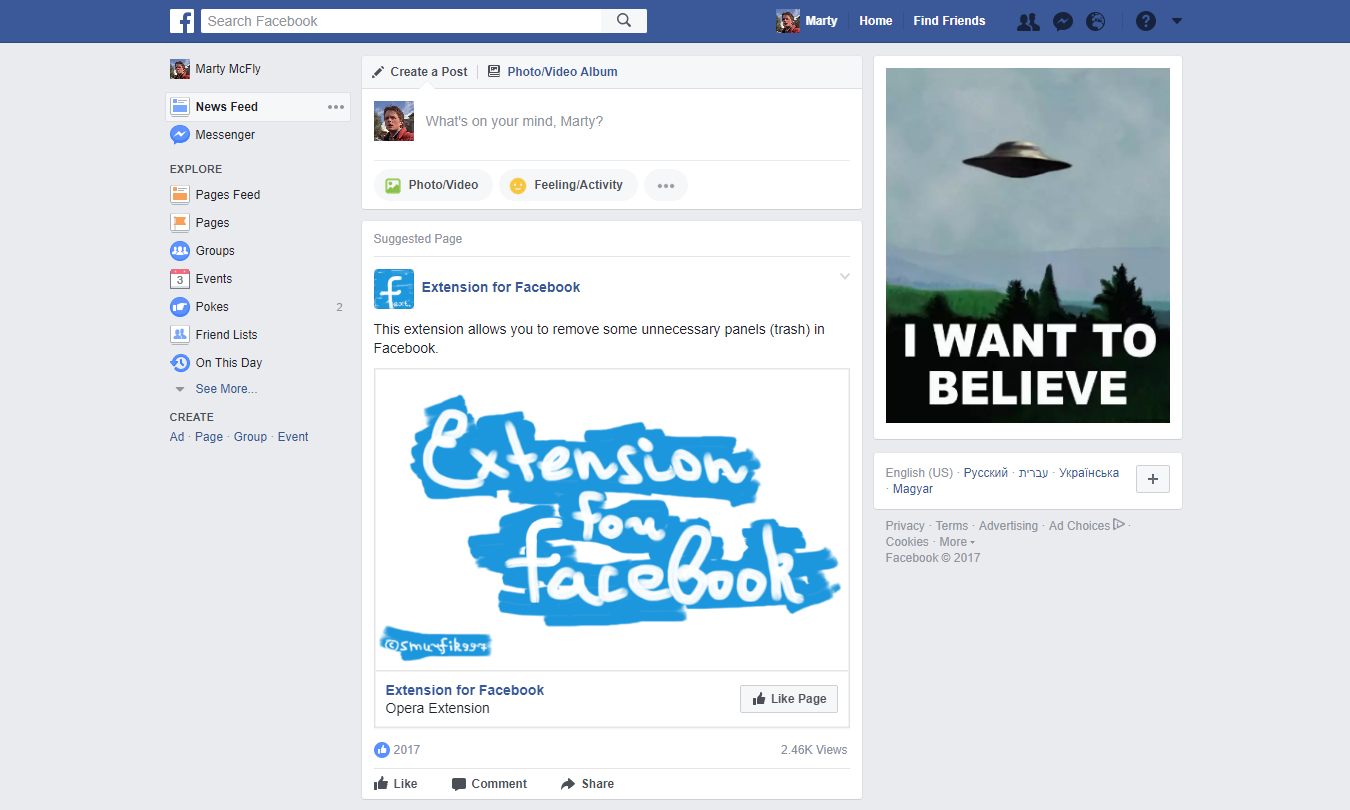 Search Facebook
Marty
Home
Find Friends
Marty McFly
News Feed
Messenger
EXPLORE
Pages Feed
Pages
Groups
3 Events
Pokes 2
Friend Lists
On This Day
See More...
CREATE
Ad · Page · Group · Event
Create a Post
Photo/Video Album
What's on your mind, Marty?
Photo/Video
Feeling/Activity
Suggested Page
f ext.
Extension for Facebook
This extension allows you to remove some unnecessary panels (trash) in
Facebook.
Extension
for
facebook
©smurfik997
Extension for Facebook
Opera Extension
Like Page
2017
2.46K Views
Like
Comment
Share
I WANT TO
BELIEVE
English (US) · Русский · עברית · Українська
· Magyar
Privacy · Terms · Advertising · Ad Choices ·
Cookies · More
Facebook © 2017